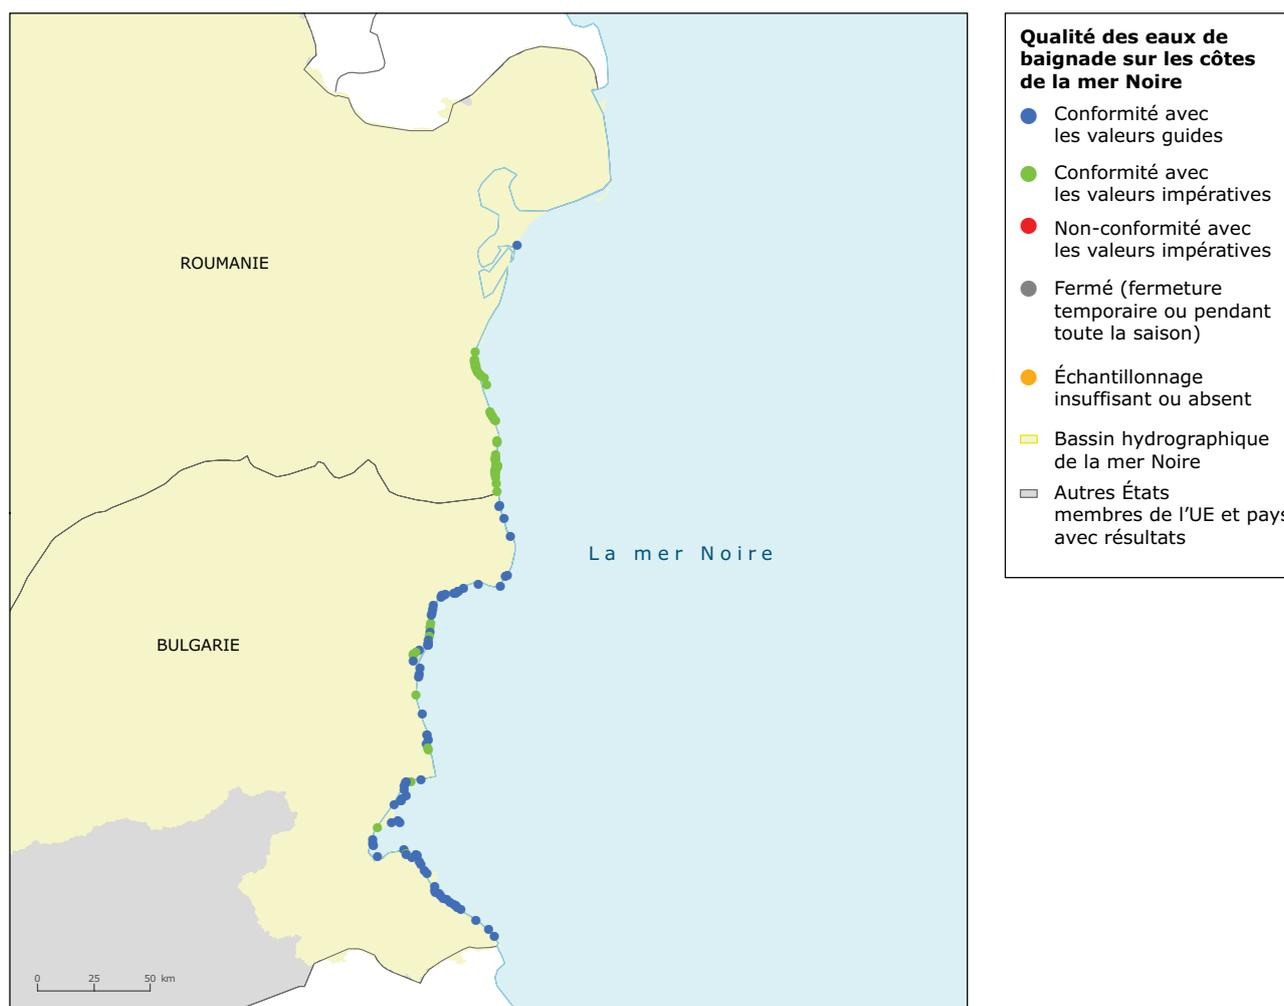 Qualité des eaux de
baignade sur les côtes
de la mer Noire
Conformité avec
les valeurs guides
Conformité avec
les valeurs impératives
Non-conformité avec
les valeurs impératives
Fermé (fermeture
temporaire ou pendant
toute la saison)
Échantillonnage
insuffisant ou absent
Bassin hydrographique
de la mer Noire
Autres États
membres de l'UE et pays
avec résultats
ROUMANIE
La mer Noire
BULGARIE
0 25 50 km